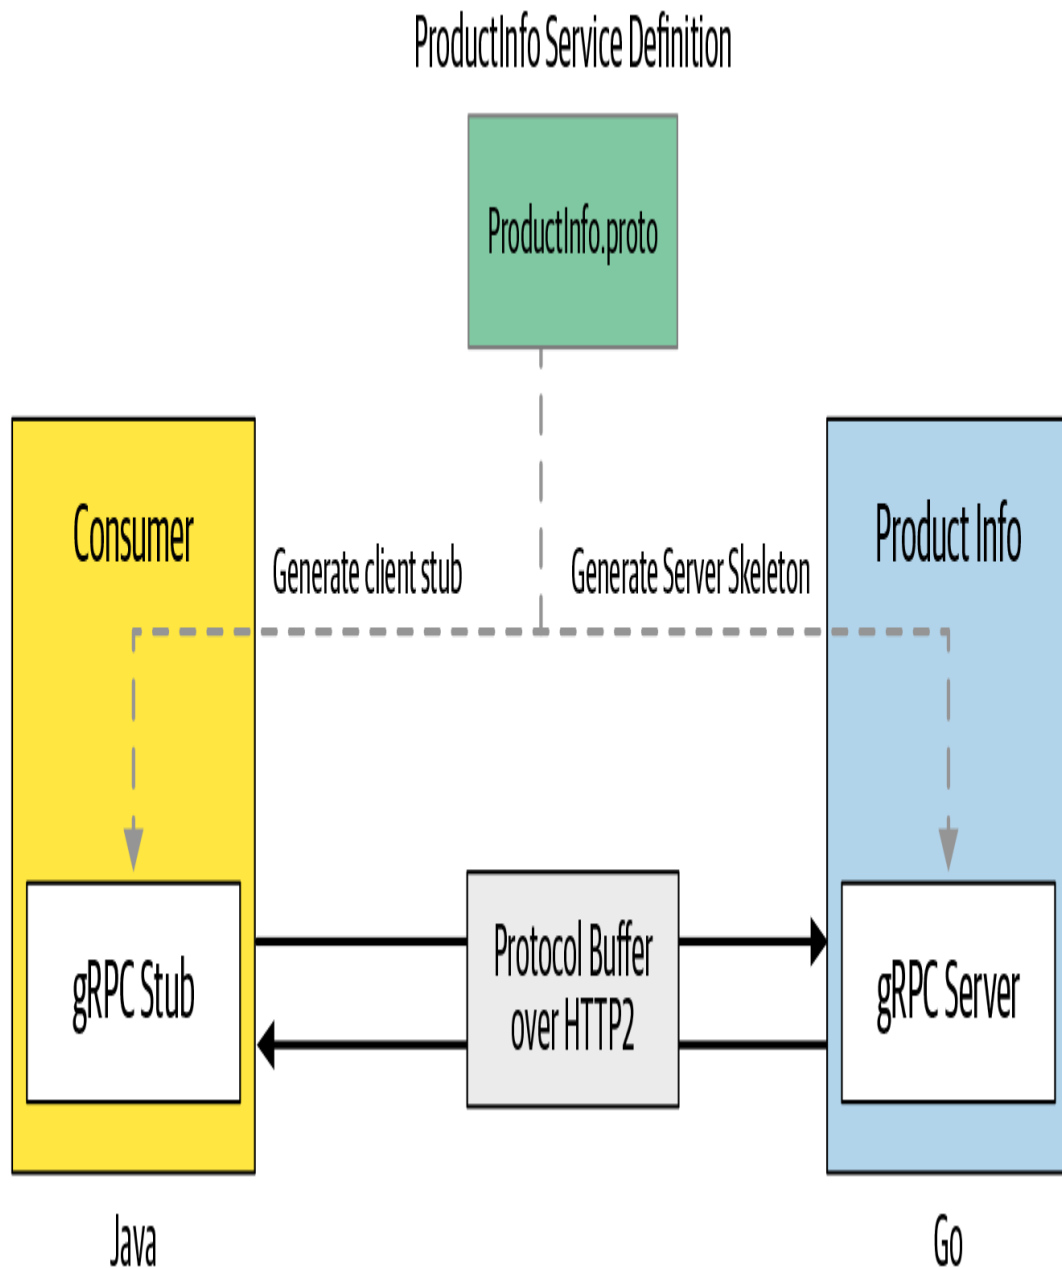 ProductInfo Service Definition
ProductInfo.proto
Consumer
Product Info
Generate client stub
Generate Server Skeleton
gRPC Stub
Protocol Buffer
over HTTP2
gRPC Server
Java
Go